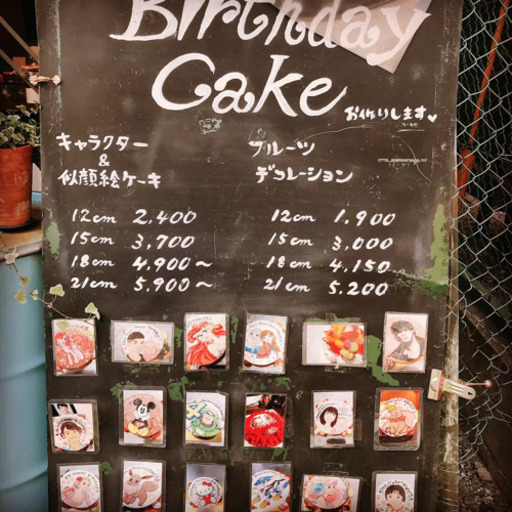 Birthday
Cake
お作りします♥
キャラクター
&
似顔絵ケーキ
12cm 2,400
15cm 3,700
18cm 4,900〜
21cm 5,900〜
フルーツ
デコレーション
12cm 1,900
15cm 3,000
18cm 4,150
21cm 5,200